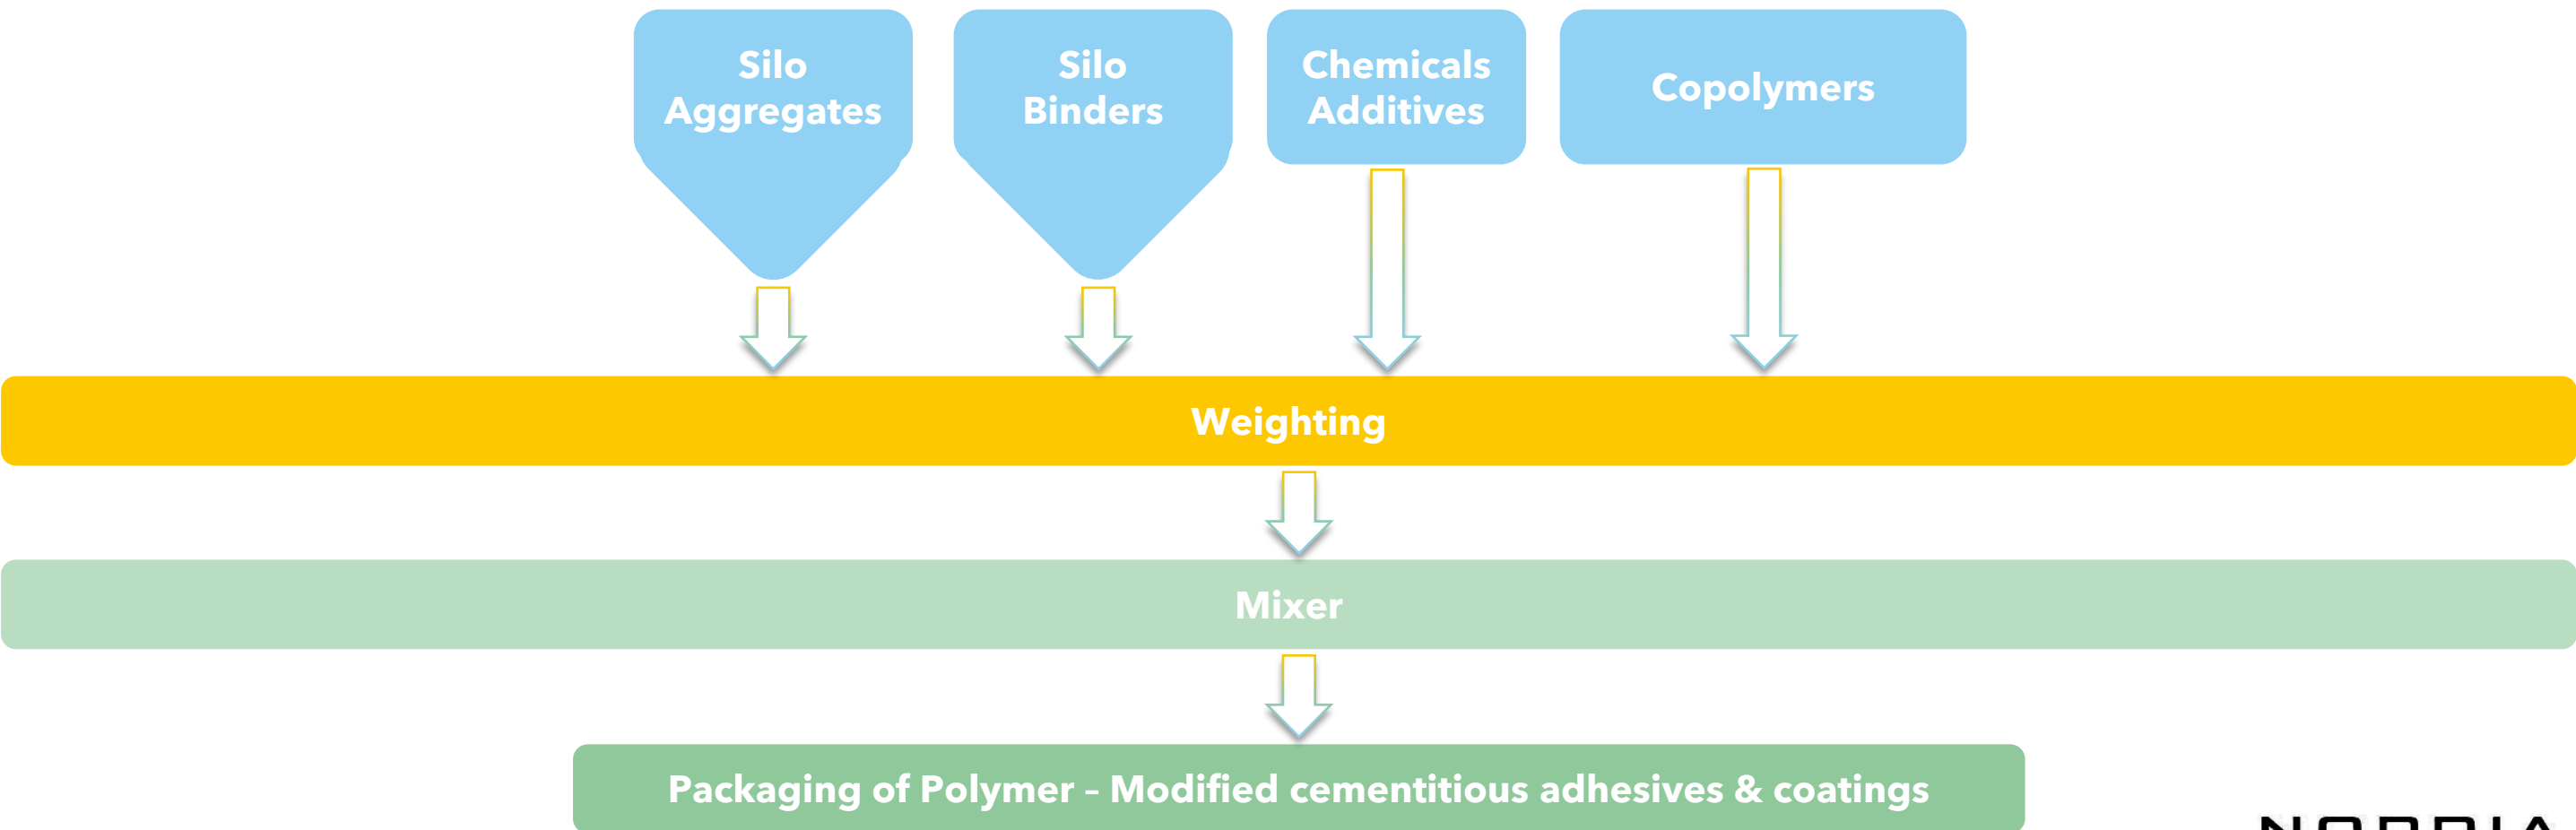 Silo
Aggregates
Silo
Binders
Chemicals
Additives
Copolymers
Weighting
Mixer
Packaging of Polymer – Modified cementitious adhesives & coatings